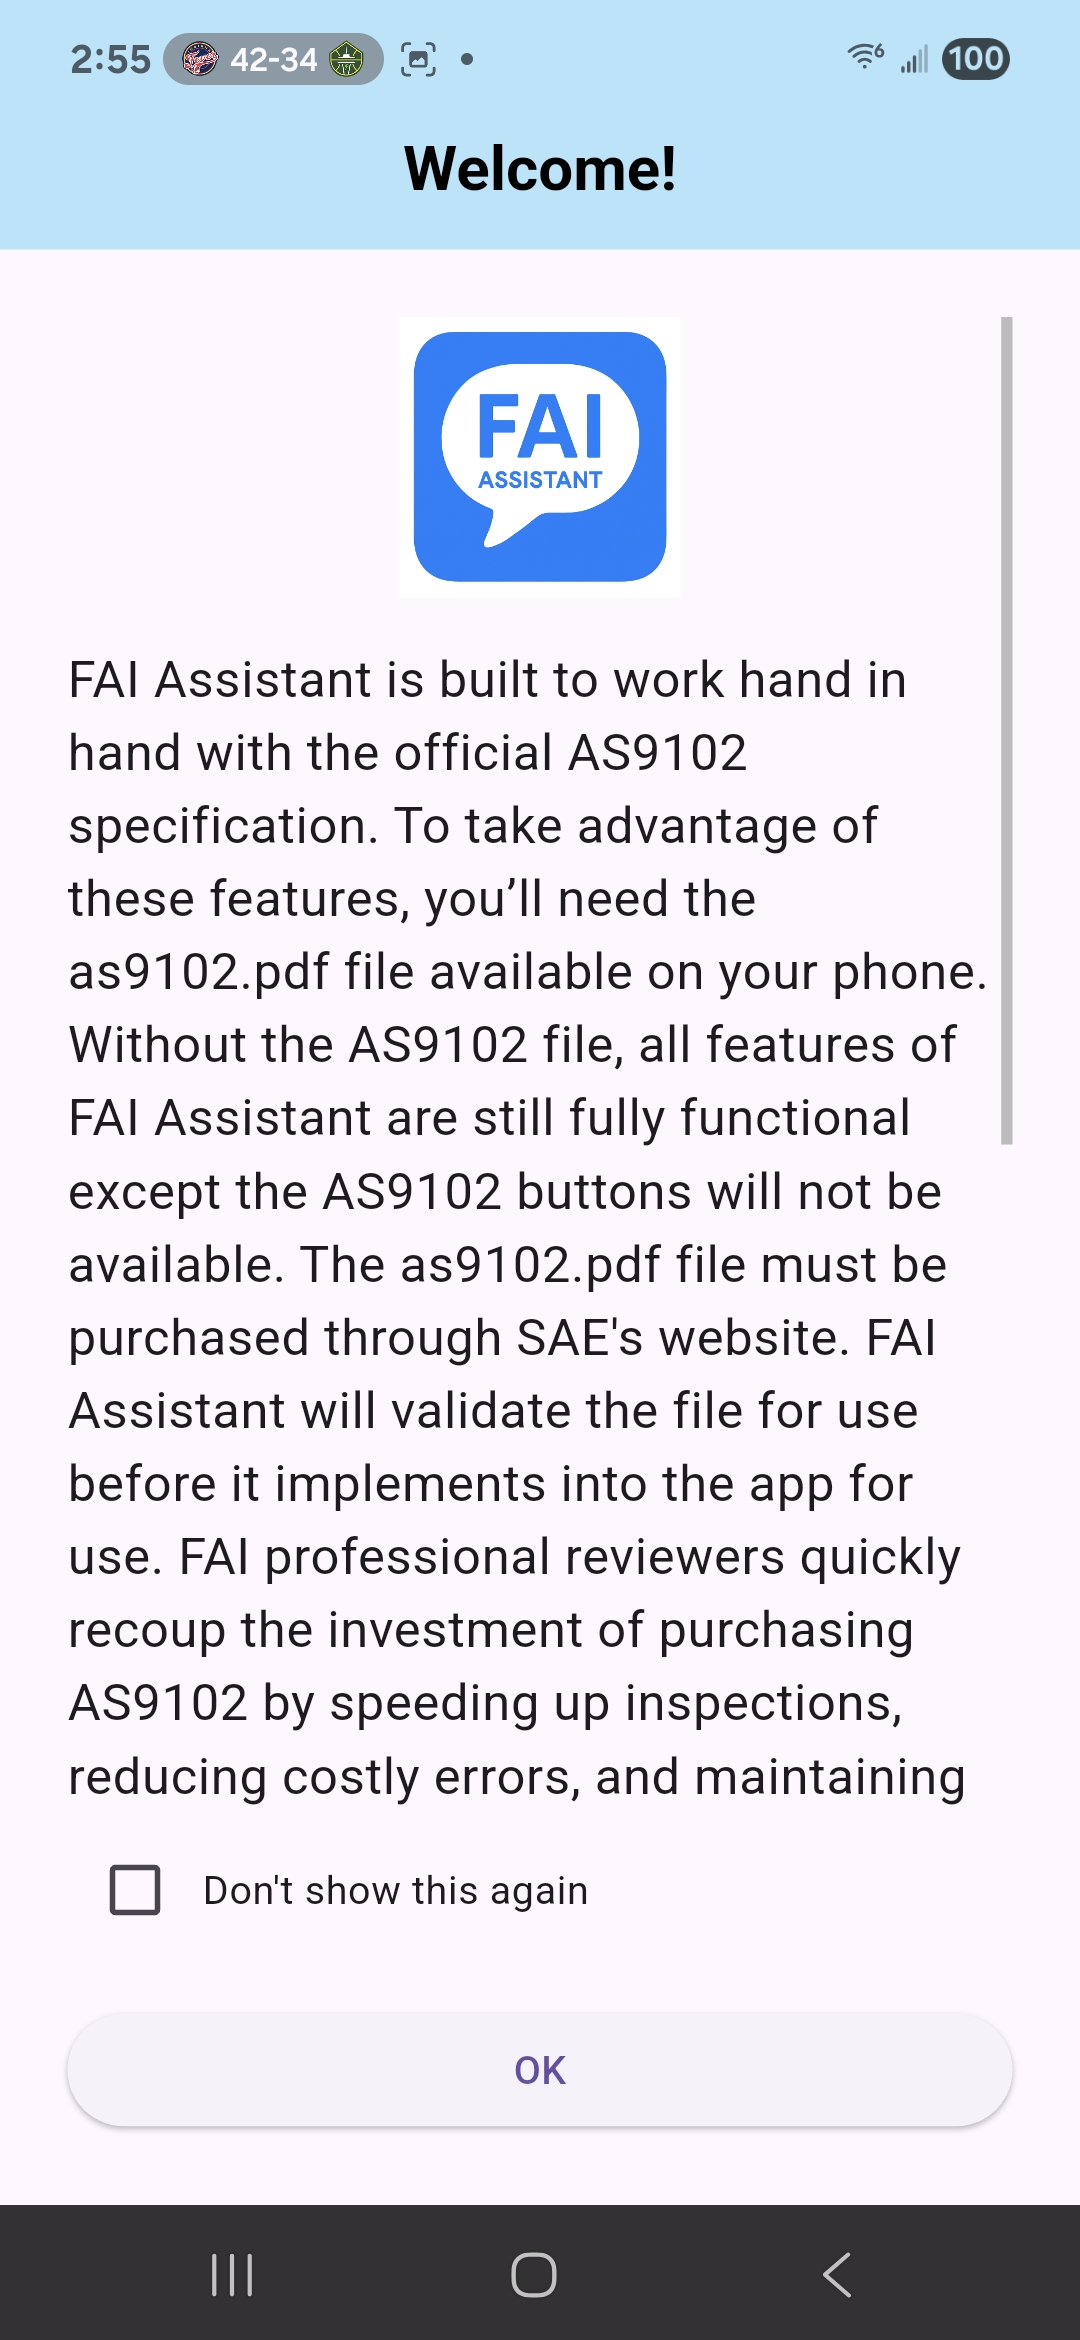 2:55 42-34 6 100
Welcome!
FAI
ASSISTANT
FAI Assistant is built to work hand in
hand with the official AS9102
specification. To take advantage of
these features, you’ll need the
as9102.pdf file available on your phone.
Without the AS9102 file, all features of
FAI Assistant are still fully functional
except the AS9102 buttons will not be
available. The as9102.pdf file must be
purchased through SAE's website. FAI
Assistant will validate the file for use
before it implements into the app for
use. FAI professional reviewers quickly
recoup the investment of purchasing
AS9102 by speeding up inspections,
reducing costly errors, and maintaining
Don't show this again
OK